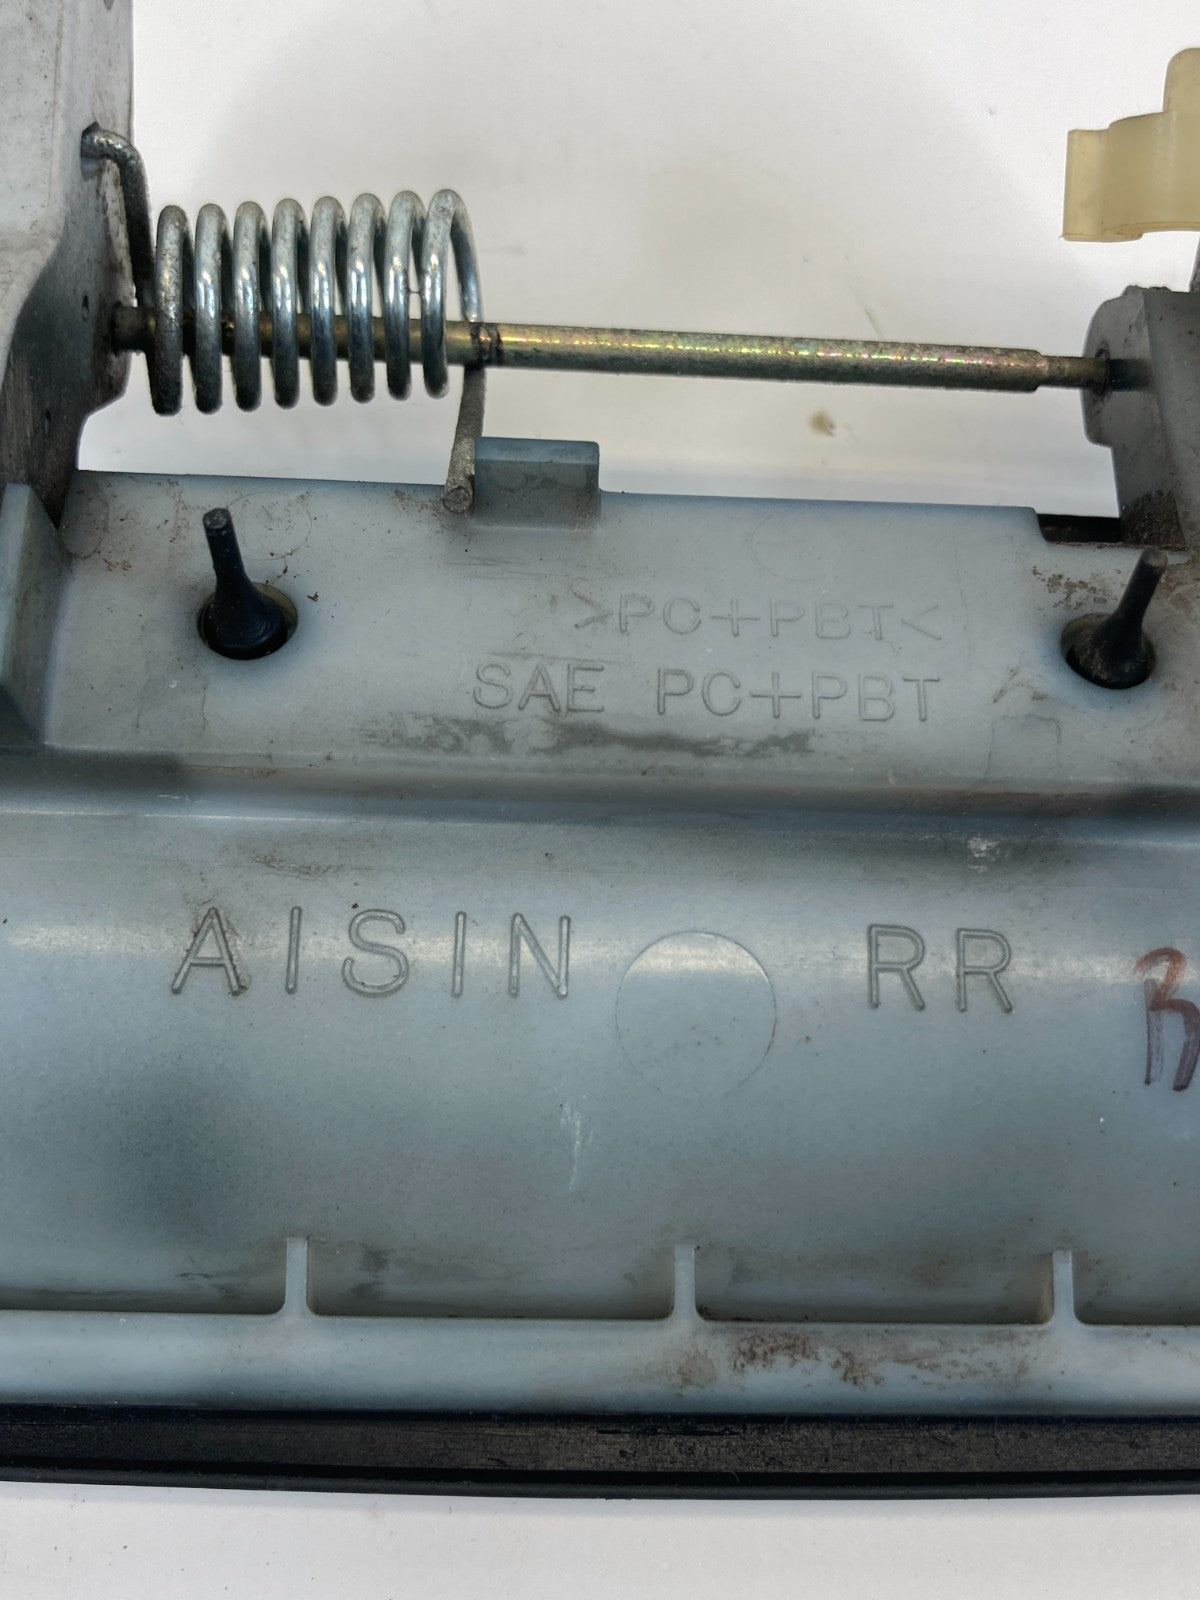 >PC+PBT<
SAE PC+PBT
AISIN RR